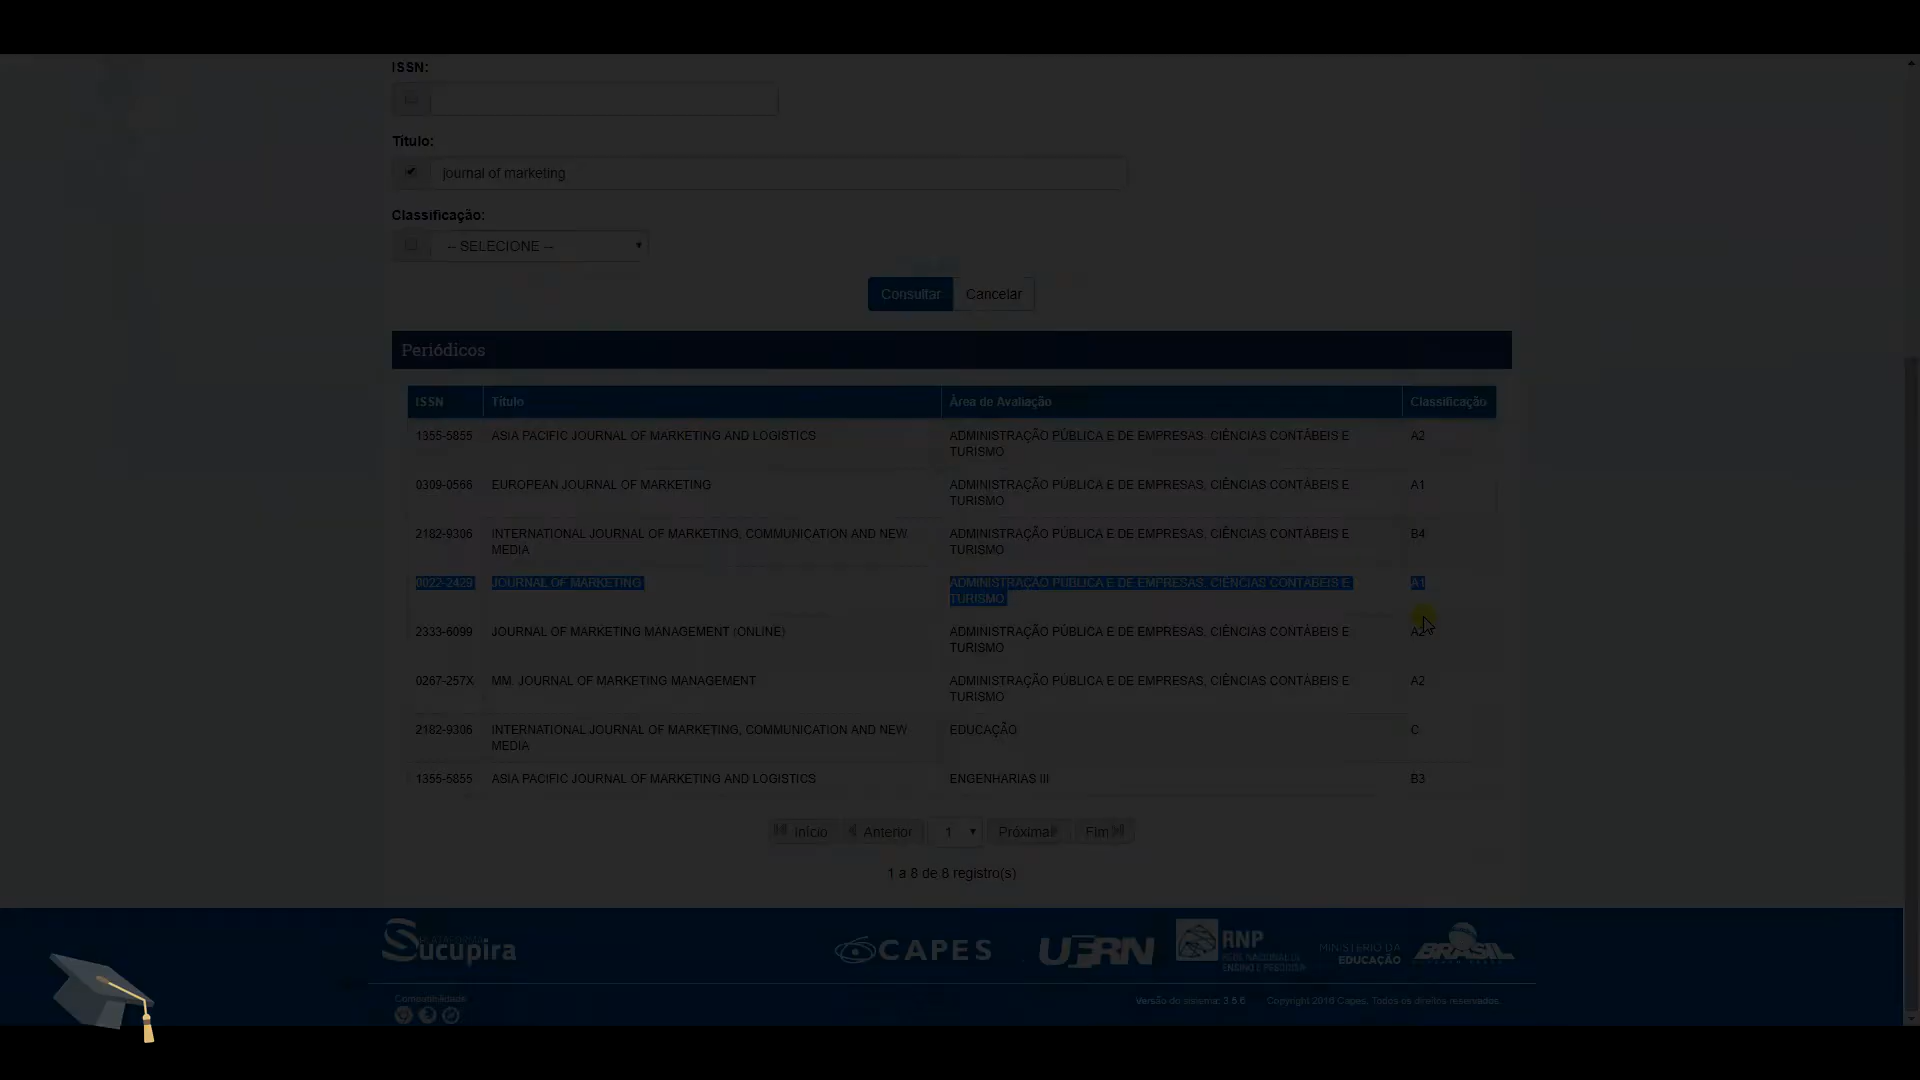 ISSN:
Título:
journal of marketing
Classificação:
-- SELECIONE --
Consultar Cancelar
Periódicos
ISSN Título Área de Avaliação Classificação
1355-5855 ASIA PACIFIC JOURNAL OF MARKETING AND LOGISTICS ADMINISTRAÇÃO PÚBLICA E DE EMPRESAS, CIÊNCIAS CONTÁBEIS E A2
TURISMO
0309-0566 EUROPEAN JOURNAL OF MARKETING ADMINISTRAÇÃO PÚBLICA E DE EMPRESAS, CIÊNCIAS CONTÁBEIS E A1
TURISMO
2182-9306 INTERNATIONAL JOURNAL OF MARKETING, COMMUNICATION AND NEW ADMINISTRAÇÃO PÚBLICA E DE EMPRESAS, CIÊNCIAS CONTÁBEIS E B4
MEDIA TURISMO
0022-2429 JOURNAL OF MARKETING ADMINISTRAÇÃO PÚBLICA E DE EMPRESAS, CIÊNCIAS CONTÁBEIS E A1
TURISMO
2333-6099 JOURNAL OF MARKETING MANAGEMENT (ONLINE) ADMINISTRAÇÃO PÚBLICA E DE EMPRESAS, CIÊNCIAS CONTÁBEIS E A2
TURISMO
0267-257X MM. JOURNAL OF MARKETING MANAGEMENT ADMINISTRAÇÃO PÚBLICA E DE EMPRESAS, CIÊNCIAS CONTÁBEIS E A2
TURISMO
2182-9306 INTERNATIONAL JOURNAL OF MARKETING, COMMUNICATION AND NEW EDUCAÇÃO C
MEDIA
1355-5855 ASIA PACIFIC JOURNAL OF MARKETING AND LOGISTICS ENGENHARIAS III B3
Início Anterior 1 Próxima Fim
1 a 8 de 8 registro(s)
Sucupira CAPES UFRN RNP MINISTÉRIO DA BRASIL
REDE NACIONAL DE EDUCAÇÃO
ENSINO E PESQUISA
Compatibilidade
Versão do sistema: 3.5.6 Copyright 2016 Capes. Todos os direitos reservados.